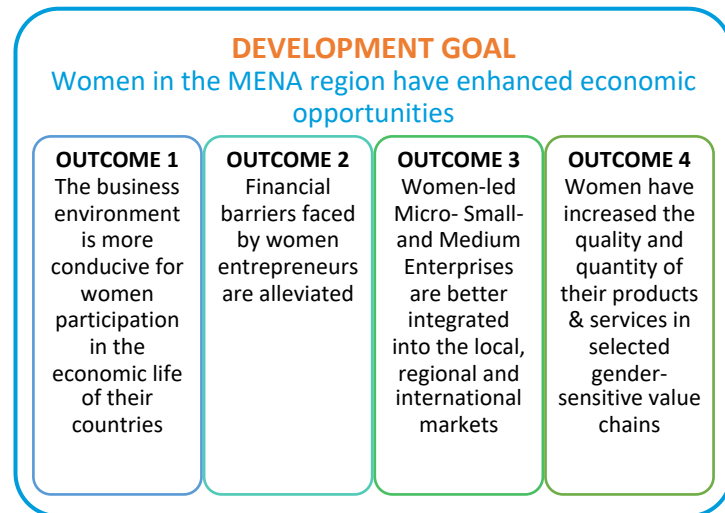 DEVELOPMENT GOAL
Women in the MENA region have enhanced economic
opportunities
OUTCOME 1
The business
environment
is more
conducive for
women
participation
in the
economic life
of their
countries
OUTCOME 2
Financial
barriers faced
by women
entrepreneurs
are alleviated
OUTCOME 3
Women-led
Micro- Small-
and Medium
Enterprises
are better
integrated
into the local,
regional and
international
markets
OUTCOME 4
Women have
increased the
quality and
quantity of
their products
& services in
selected
gender-
sensitive value
chains